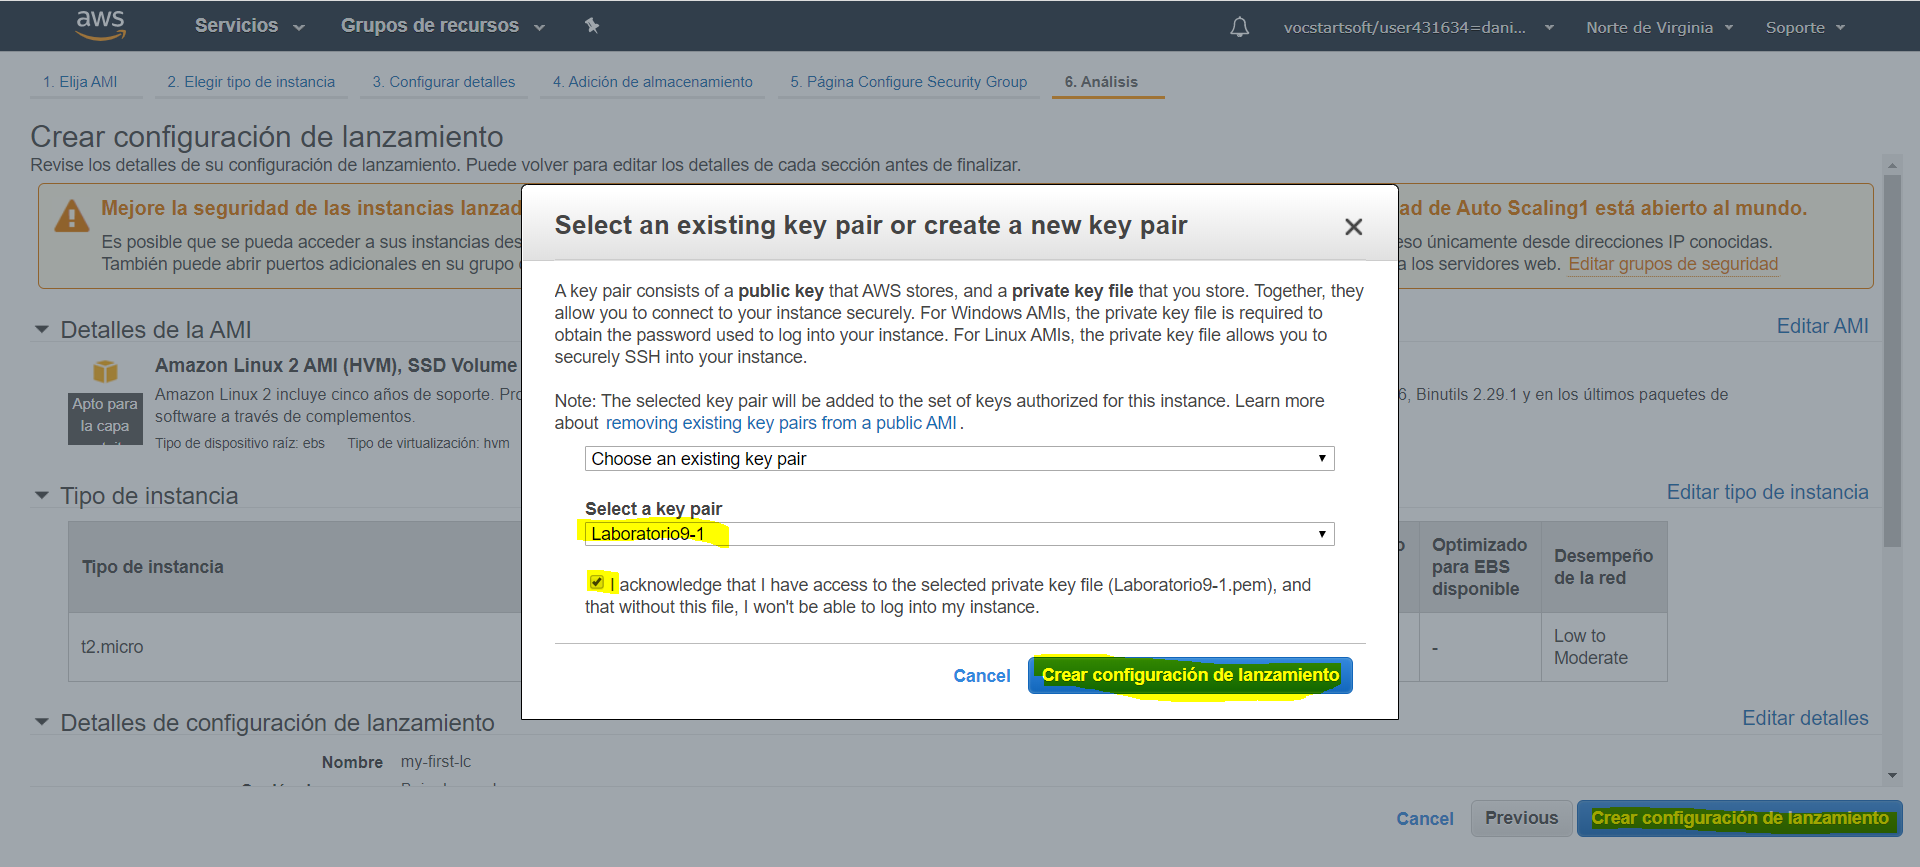 aws
Servicios
Grupos de recursos
vocstartsoft/user431634=dani...
Norte de Virginia
Soporte
1. Elija AMI
2. Elegir tipo de instancia
3. Configurar detalles
4. Adición de almacenamiento
5. Página Configure Security Group
6. Análisis
Crear configuración de lanzamiento
Revise los detalles de su configuración de lanzamiento. Puede volver para editar los detalles de cada sección antes de finalizar.
Mejore la seguridad de las instancias lanzad
ad de Auto Scaling1 está abierto al mundo.
Es posible que se pueda acceder a sus instancias des
eso únicamente desde direcciones IP conocidas.
También puede abrir puertos adicionales en su grupo
a los servidores web. Editar grupos de seguridad
Select an existing key pair or create a new key pair
A key pair consists of a public key that AWS stores, and a private key file that you store. Together, they
allow you to connect to your instance securely. For Windows AMIs, the private key file is required to
obtain the password used to log into your instance. For Linux AMIs, the private key file allows you to
securely SSH into your instance.
Note: The selected key pair will be added to the set of keys authorized for this instance. Learn more
about removing existing key pairs from a public AMI .
Choose an existing key pair
Select a key pair
Laboratorio9-1
I acknowledge that I have access to the selected private key file (Laboratorio9-1.pem), and
that without this file, I won't be able to log into my instance.
Cancel
Crear configuración de lanzamiento
Detalles de la AMI
Editar AMI
Amazon Linux 2 AMI (HVM), SSD Volume
Apto para
la capa
Amazon Linux 2 incluye cinco años de soporte. Pro
6, Binutils 2.29.1 y en los últimos paquetes de
software a través de complementos.
Tipo de dispositivo raíz: ebs
Tipo de virtualización: hvm
Tipo de instancia
Editar tipo de instancia
Tipo de instancia
Optimizado
para EBS
disponible
Desempeño
de la red
t2.micro
-
Low to
Moderate
Detalles de configuración de lanzamiento
Editar detalles
Nombre
my-first-lc
Cancel
Previous
Crear configuración de lanzamiento